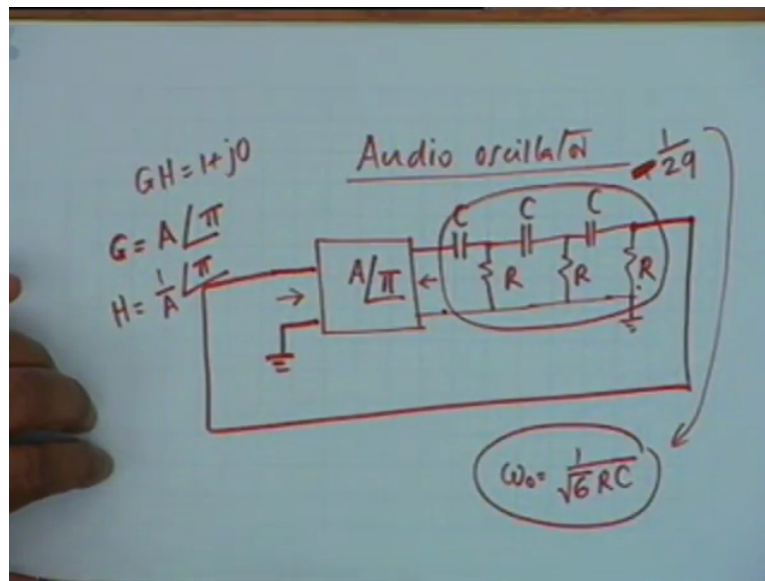 Audio oscillator
1/29
GH = 1+j0
G = A∠π
H = 1/A ∠π
C C C
A∠π
R R R
ω₀ = 1/√6 RC